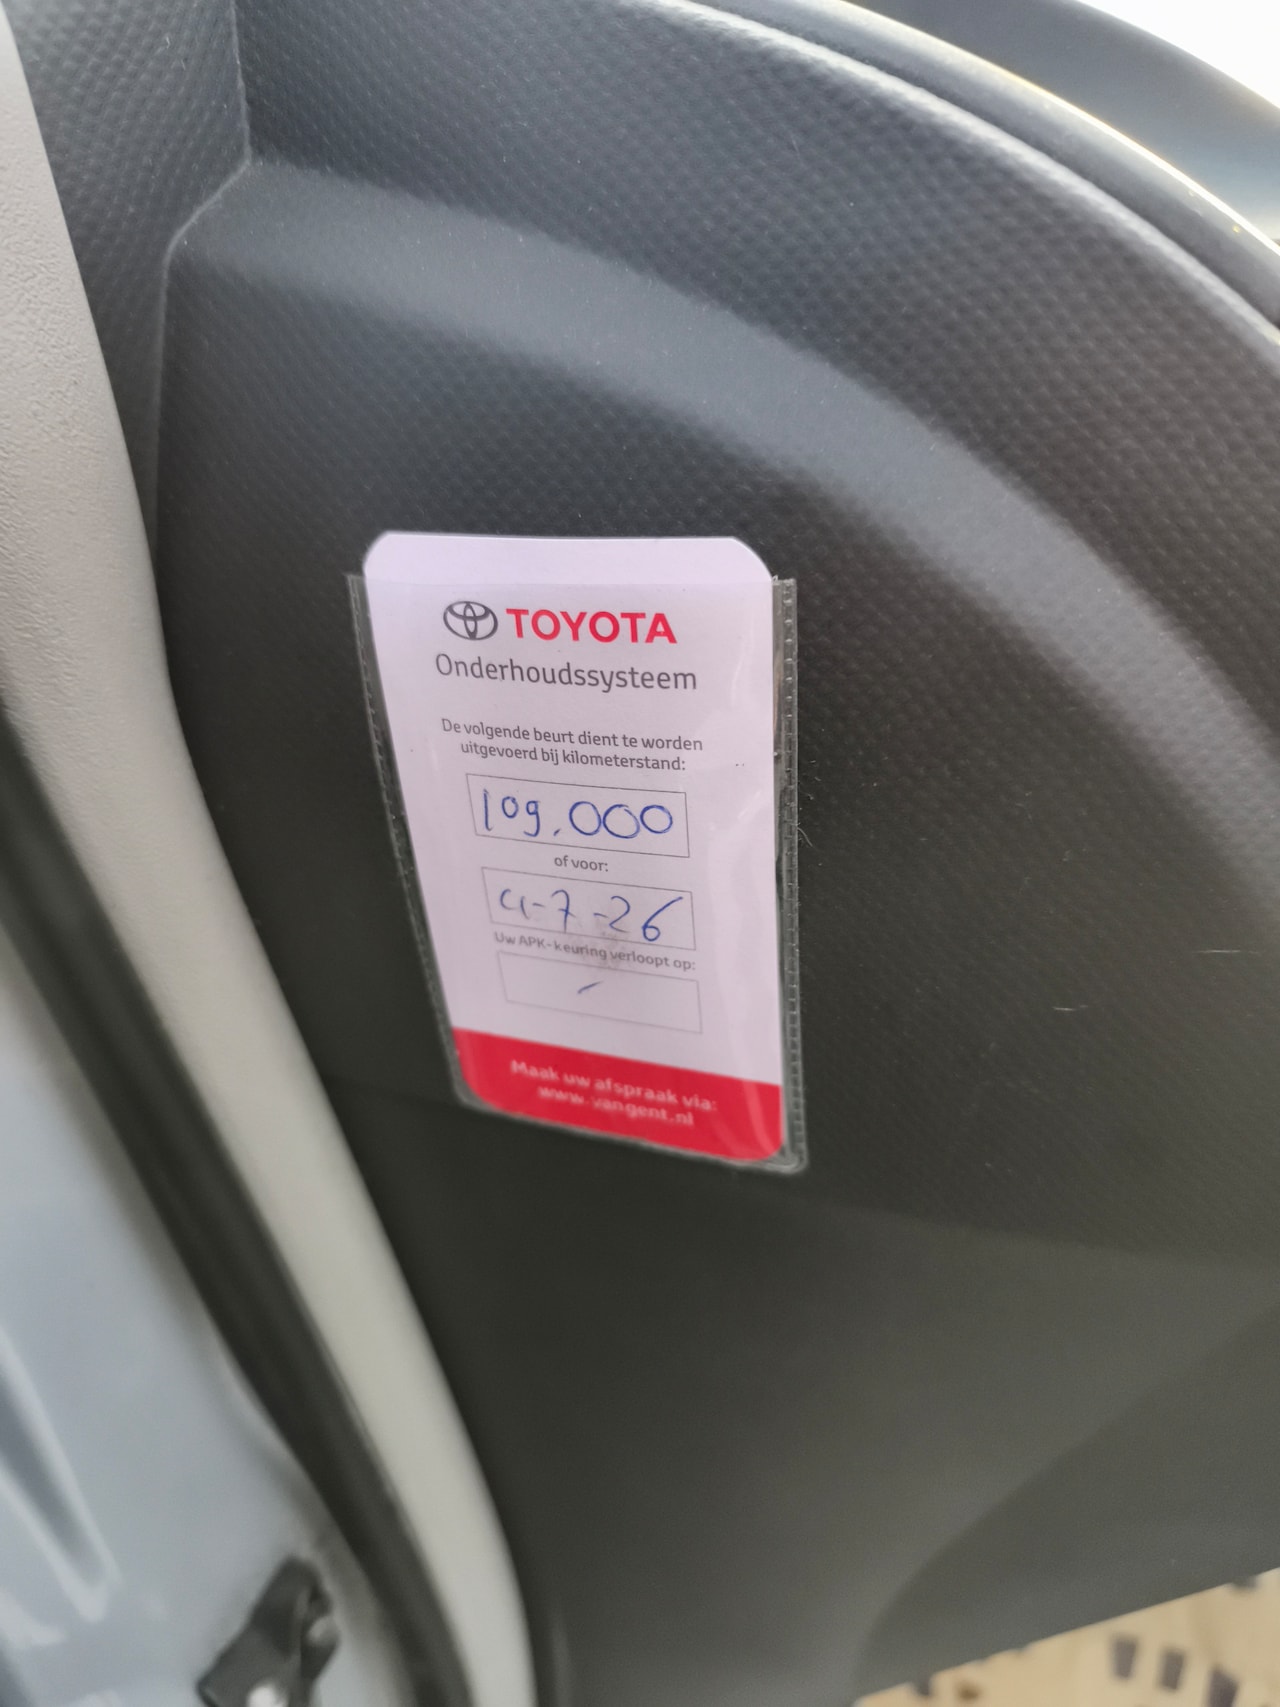 TOYOTA
Onderhoudssysteem
De volgende beurt dient te worden
uitgevoerd bij kilometerstand:
109.000
of voor:
4-7-26
Uw APK-keuring verloopt op:
Maak uw afspraak via:
www.vangent.nl